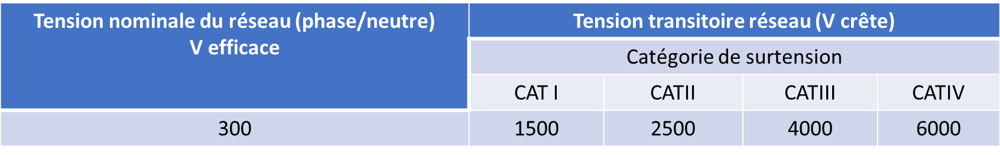 Tension nominale du réseau (phase/neutre)
V efficace
Tension transitoire réseau (V crête)
Catégorie de surtension
CAT I CATII CATIII CATIV
300 1500 2500 4000 6000